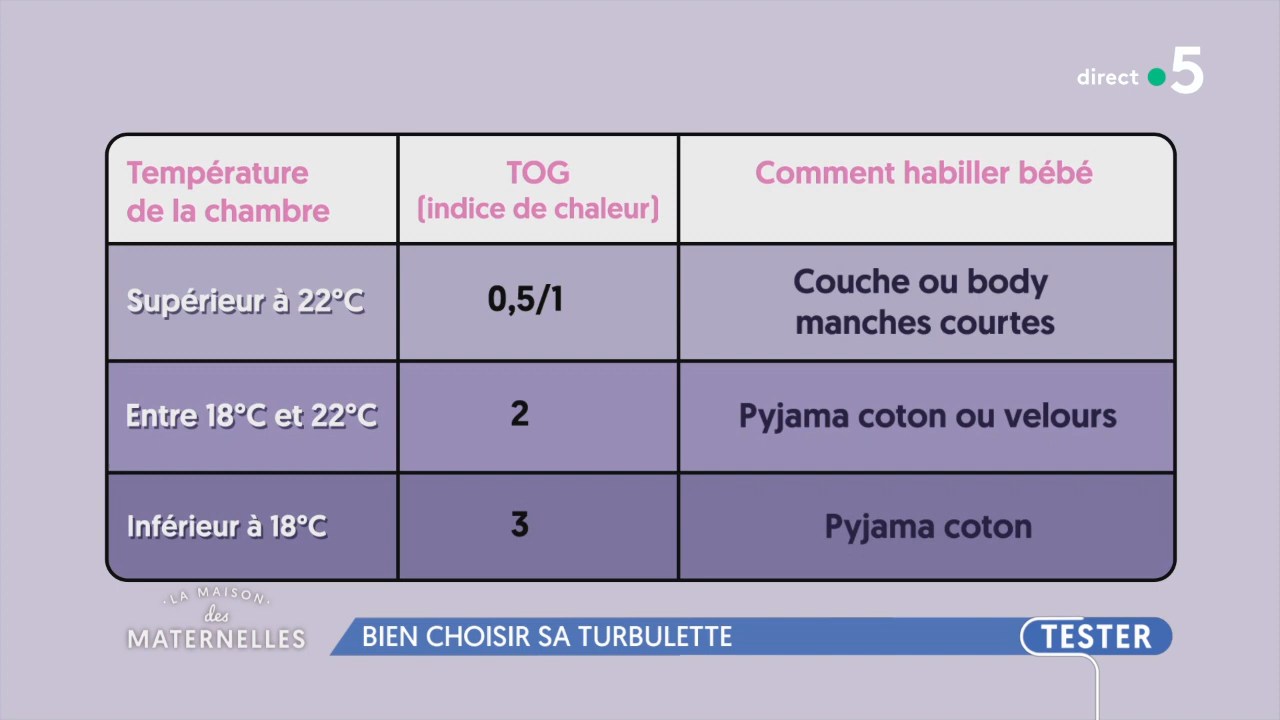 direct 5
Température
de la chambre
TOG
(indice de chaleur)
Comment habiller bébé
Supérieur à 22°C
0,5/1
Couche ou body
manches courtes
Entre 18°C et 22°C
2
Pyjama coton ou velours
Inférieur à 18°C
3
Pyjama coton
·LA MAISON·
des
MATERNELLES
BIEN CHOISIR SA TURBULETTE
TESTER